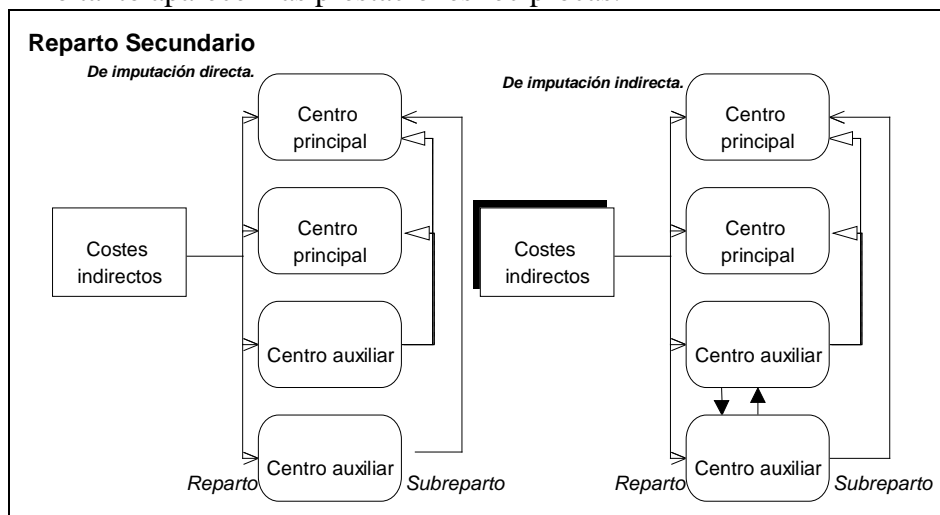 Reparto Secundario
De imputación directa.
Centro
principal
Centro
principal
Costes
indirectos
Centro auxiliar
Centro auxiliar
Reparto
Subreparto
De imputación indirecta.
Centro
principal
Centro
principal
Costes
indirectos
Centro auxiliar
Centro auxiliar
Reparto
Subreparto